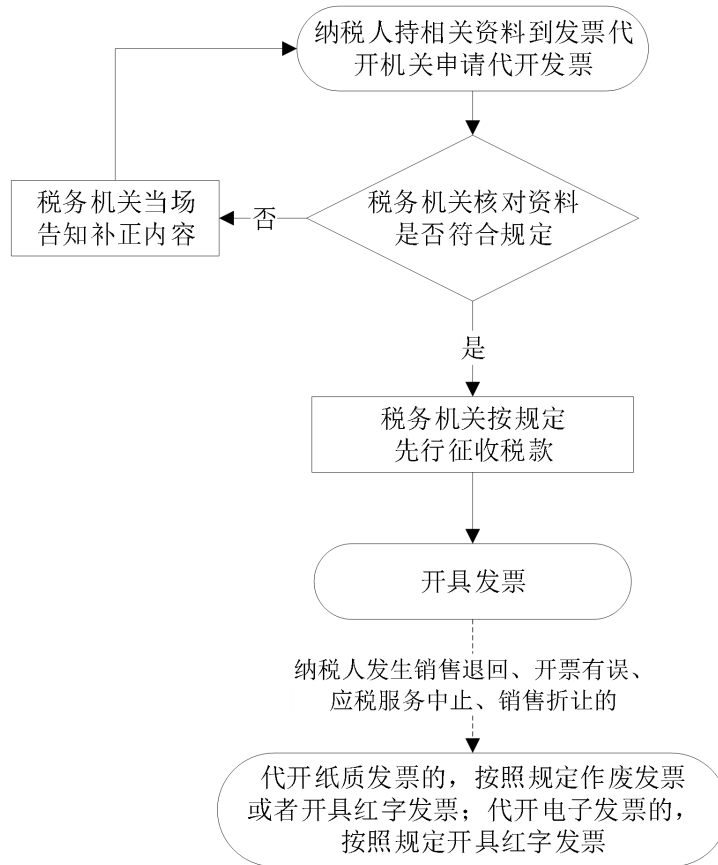 纳税人持相关资料到发票代
开机关申请代开发票
税务机关当场
告知补正内容
否
税务机关核对资料
是否符合规定
是
税务机关按规定
先行征收税款
开具发票
纳税人发生销售退回、开票有误、
应税服务中止、销售折让的
代开纸质发票的，按照规定作废发票
或者开具红字发票；代开电子发票的，
按照规定开具红字发票